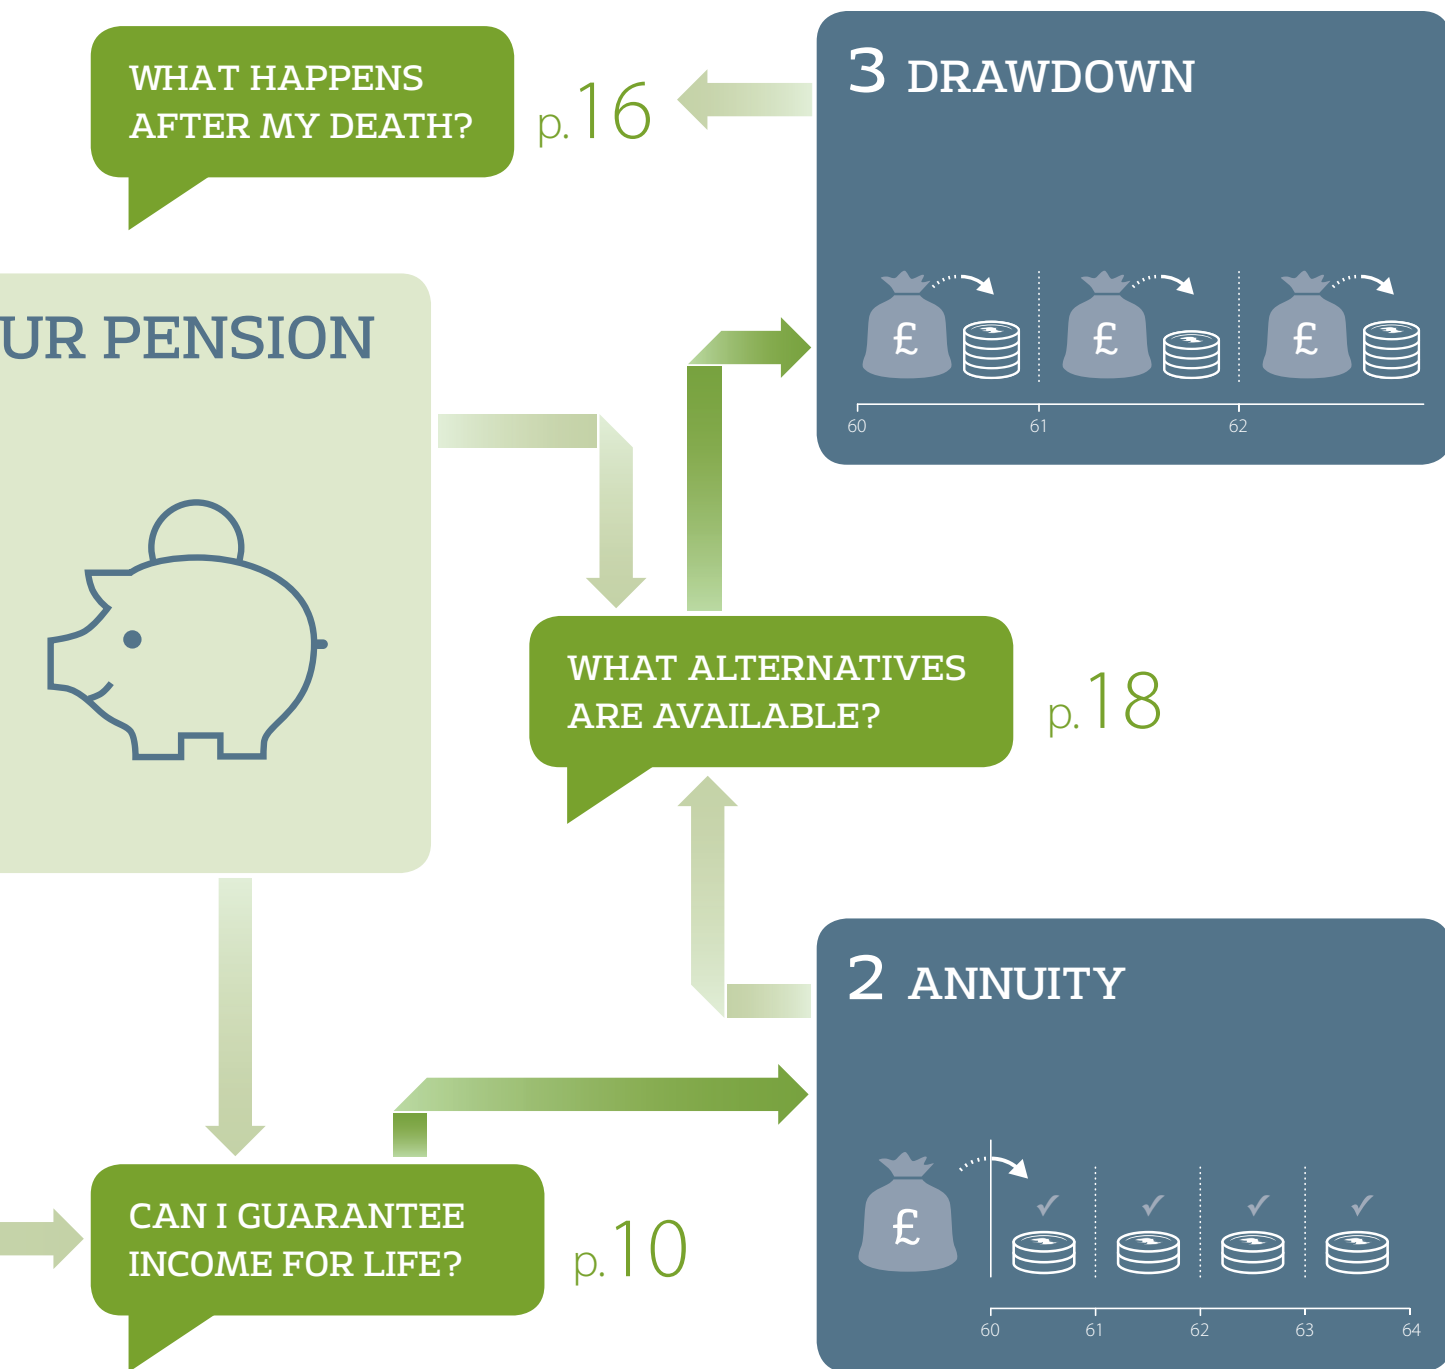 WHAT HAPPENS
AFTER MY DEATH?
p.16
3 DRAWDOWN
£
£
£
60 61 62
UR PENSION
WHAT ALTERNATIVES
ARE AVAILABLE?
p.18
2 ANNUITY
£
60 61 62 63 64
CAN I GUARANTEE
INCOME FOR LIFE?
p.10